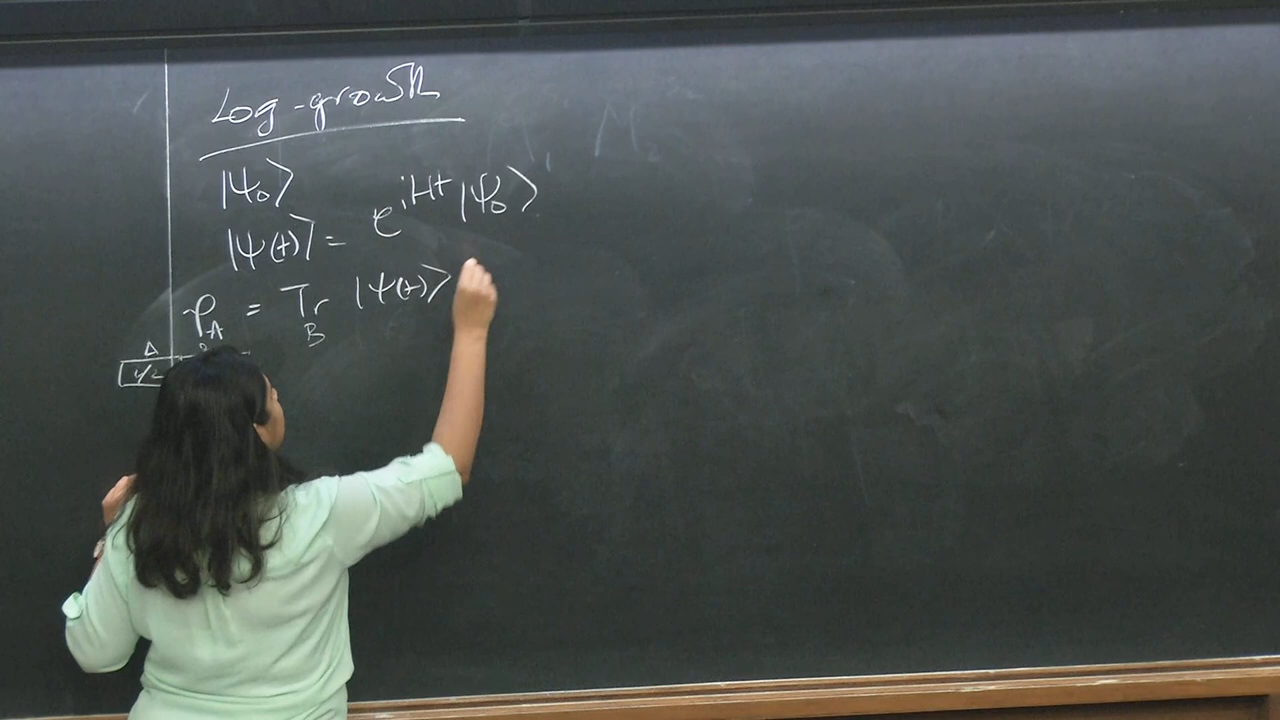 Log-growth
|ψ₀⟩
|ψ(t)⟩ = e^{iHt} |ψ₀⟩
ρ_A = Tr_B |ψ(t)⟩